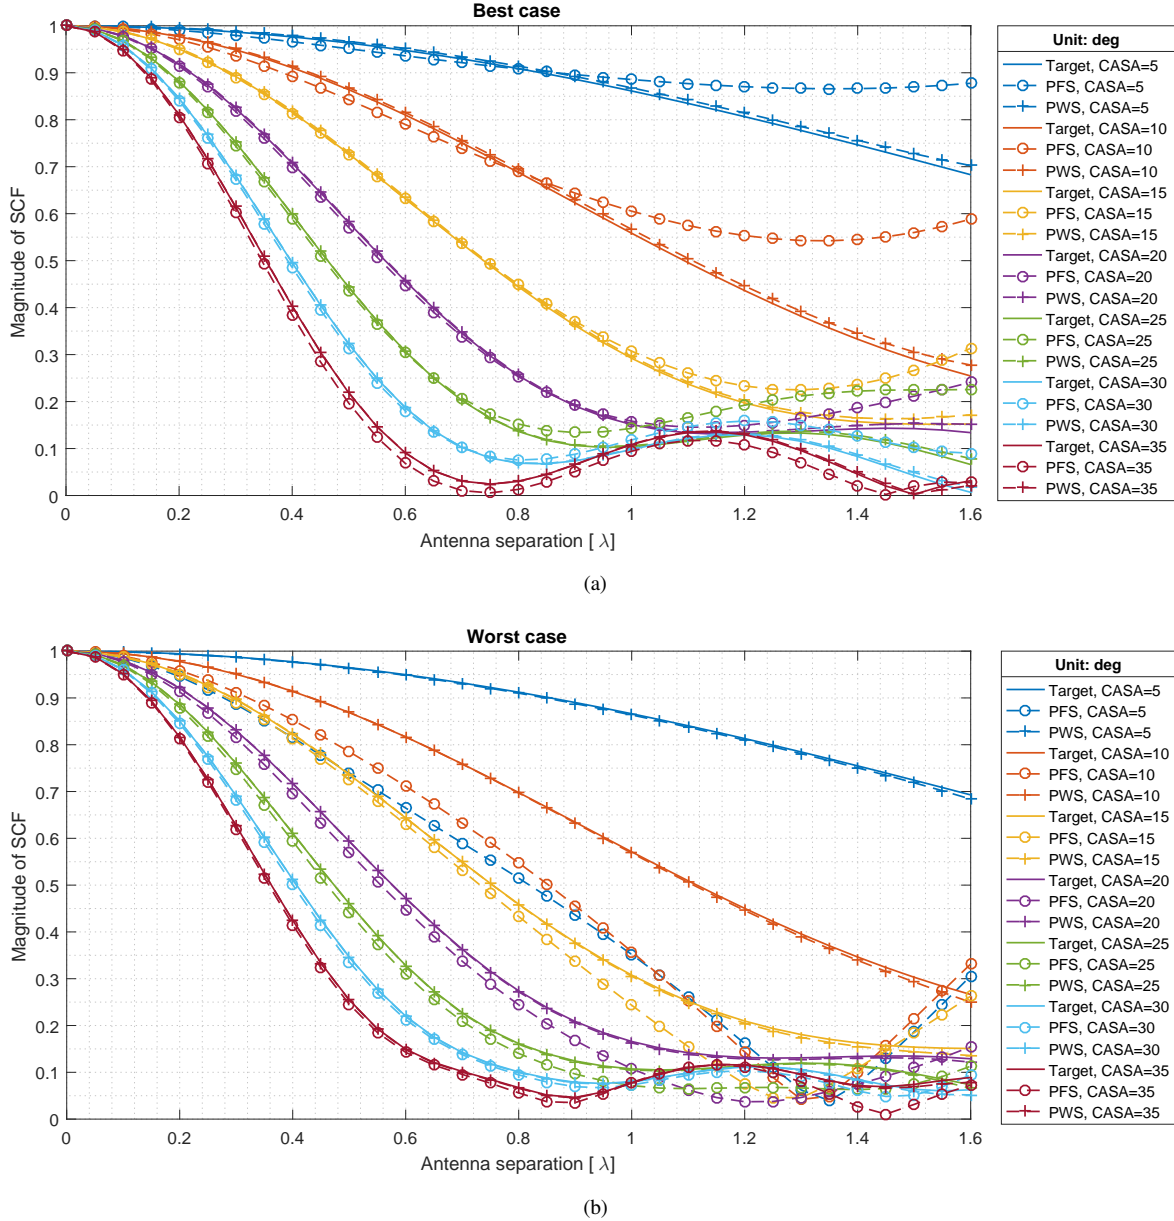 Best case
Magnitude of SCF
1
0.9
0.8
0.7
0.6
0.5
0.4
0.3
0.2
0.1
0
0 0.2 0.4 0.6 0.8 1 1.2 1.4 1.6
Antenna separation [ λ]
Unit: deg
Target, CASA=5
PFS, CASA=5
PWS, CASA=5
Target, CASA=10
PFS, CASA=10
PWS, CASA=10
Target, CASA=15
PFS, CASA=15
PWS, CASA=15
Target, CASA=20
PFS, CASA=20
PWS, CASA=20
Target, CASA=25
PFS, CASA=25
PWS, CASA=25
Target, CASA=30
PFS, CASA=30
PWS, CASA=30
Target, CASA=35
PFS, CASA=35
PWS, CASA=35
(a)
Worst case
Magnitude of SCF
1
0.9
0.8
0.7
0.6
0.5
0.4
0.3
0.2
0.1
0
0 0.2 0.4 0.6 0.8 1 1.2 1.4 1.6
Antenna separation [ λ]
Unit: deg
Target, CASA=5
PFS, CASA=5
PWS, CASA=5
Target, CASA=10
PFS, CASA=10
PWS, CASA=10
Target, CASA=15
PFS, CASA=15
PWS, CASA=15
Target, CASA=20
PFS, CASA=20
PWS, CASA=20
Target, CASA=25
PFS, CASA=25
PWS, CASA=25
Target, CASA=30
PFS, CASA=30
PWS, CASA=30
Target, CASA=35
PFS, CASA=35
PWS, CASA=35
(b)